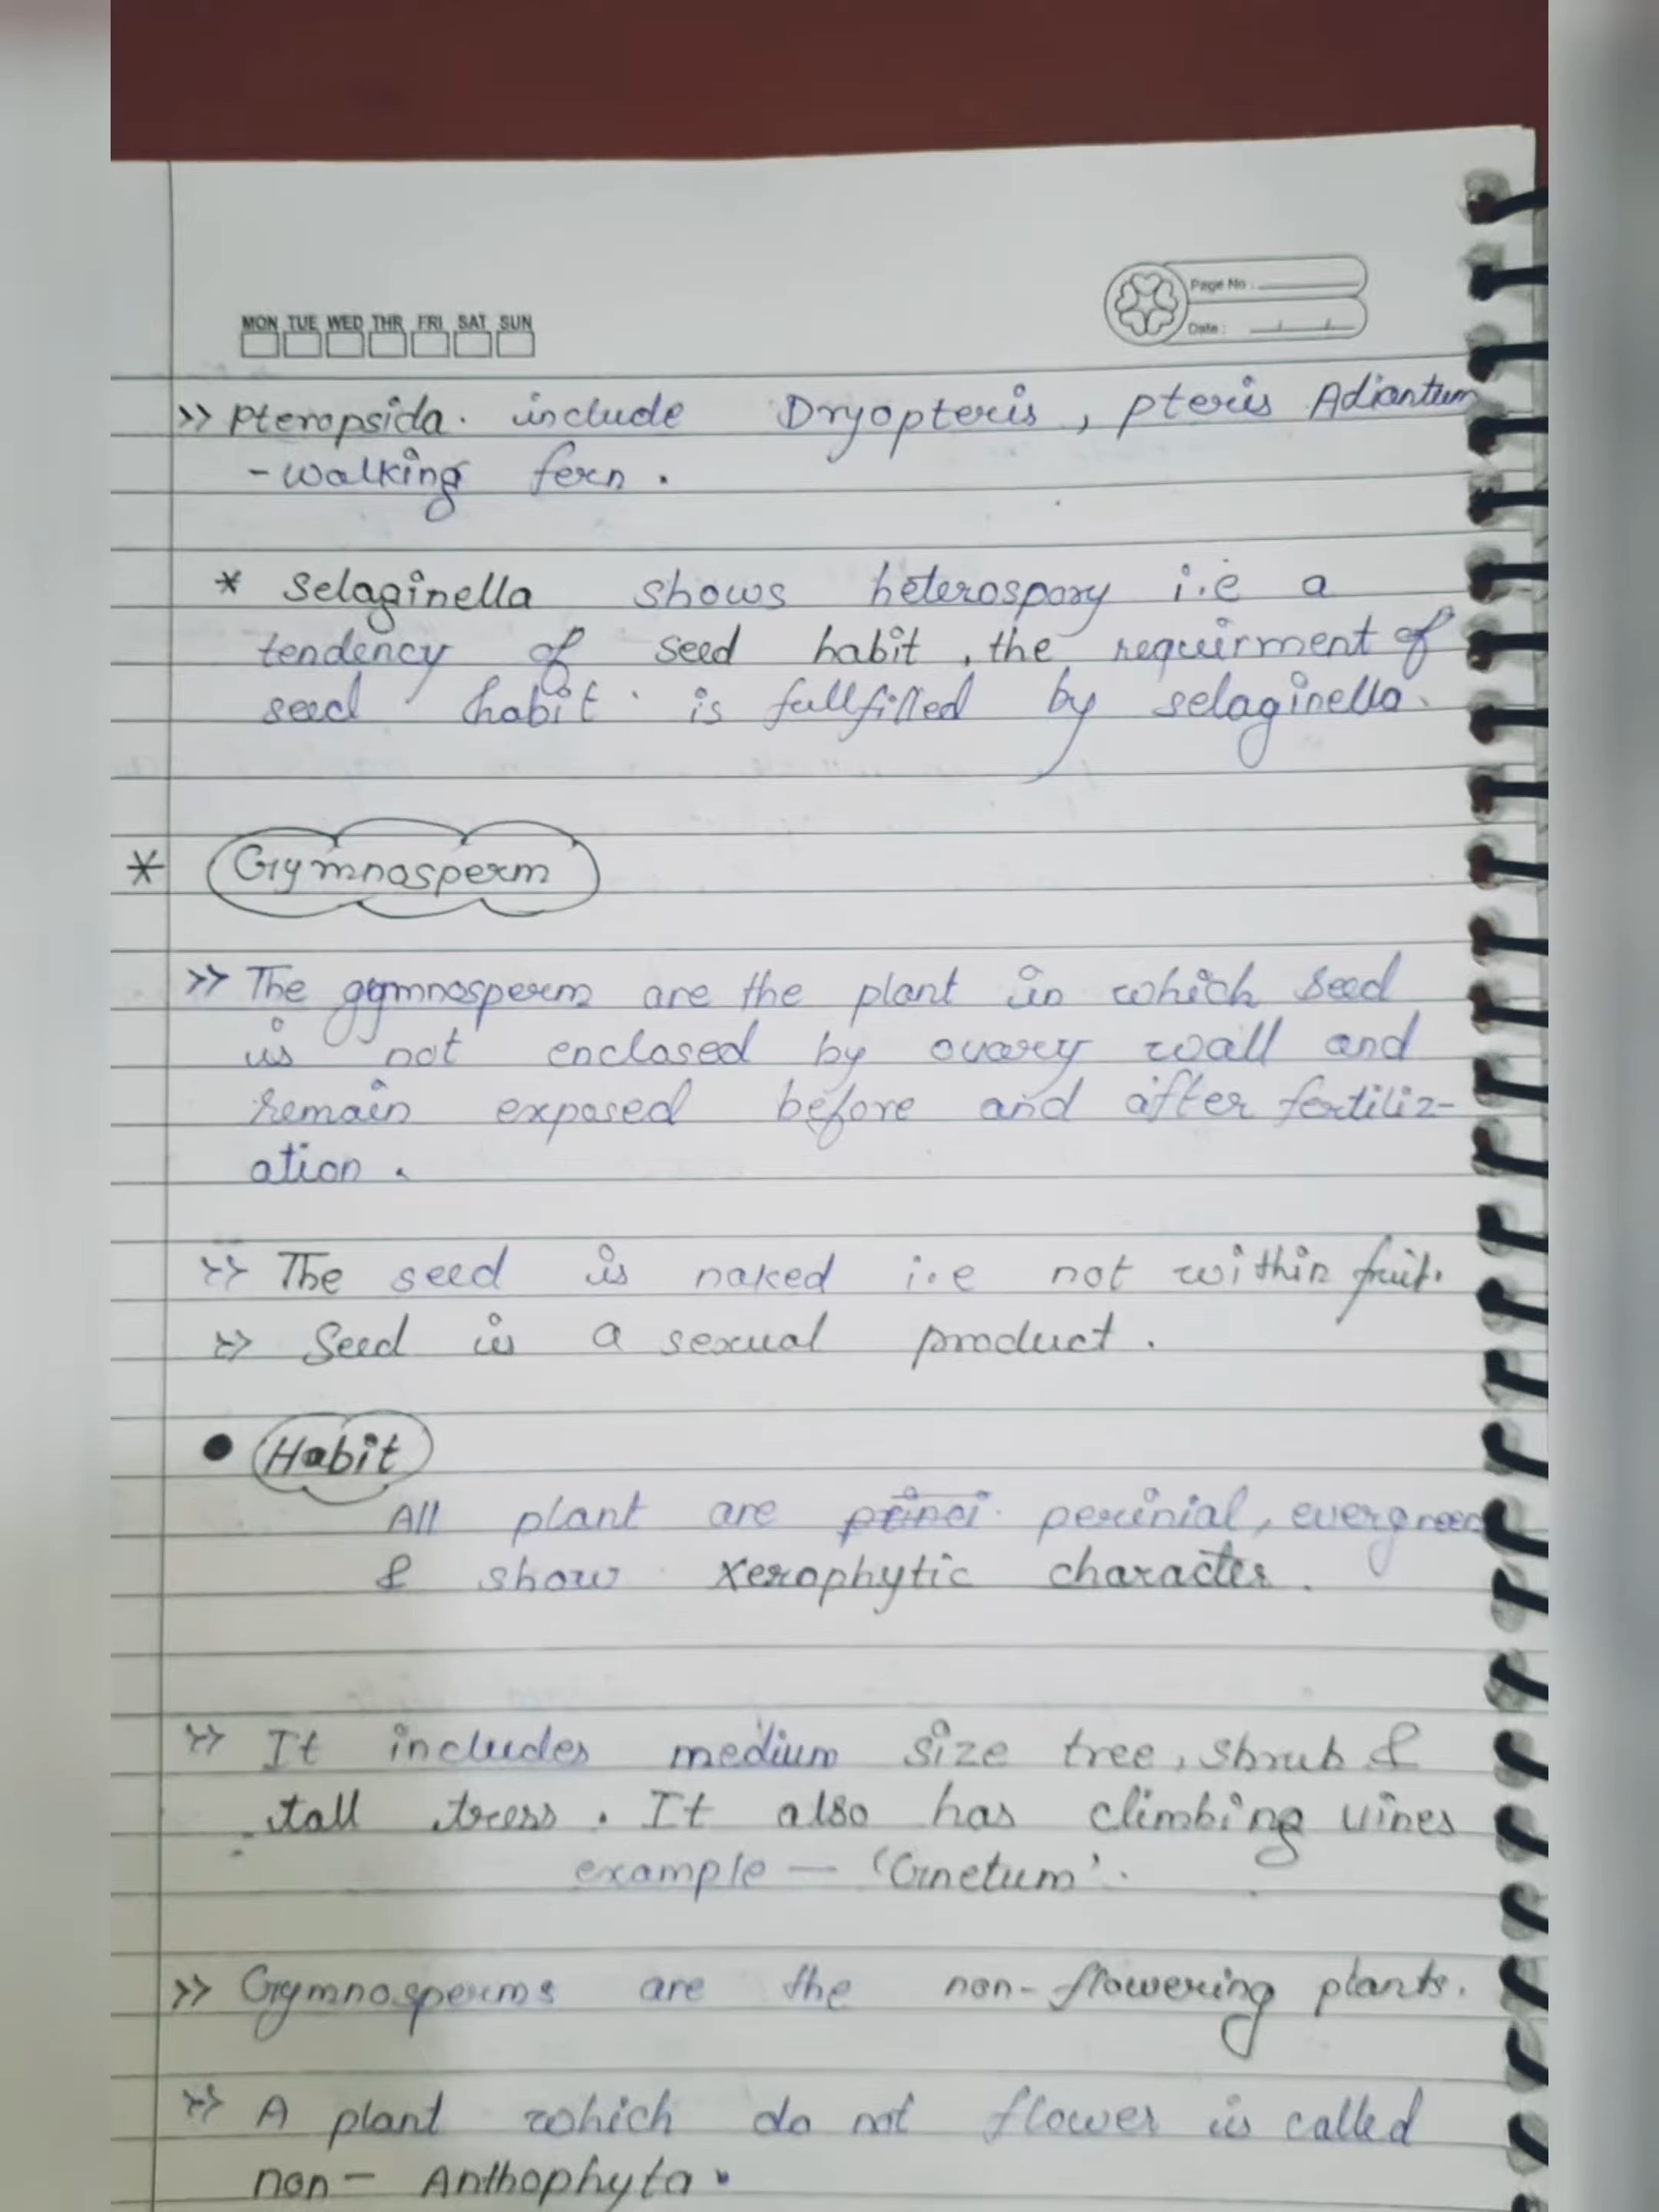 MON TUE WED THR FRI SAT SUN
Page No :
Date :
>> Pteropsida. include Dryopteris, pteris Adiantum
- walking fern.
* Selaginella shows heterospory i.e a
tendency of seed habit, the requirment of
seed habit is fullfilled by selaginella.
* Gymnosperm
>> The gymnosperm are the plant in which seed
is not enclosed by ovary wall and
remain exposed before and after fertiliz-
ation.
>> The seed is naked i.e not within fruit.
>> Seed is a sexual product.
• Habit
All plant are perinial, evergreen
& show xerophytic character.
>> It includes medium size tree, shrub &
tall tress. It also has climbing vines
example — 'Gnetum'.
>> Gymnosperms are the non-flowering plants.
>> A plant which do not flower is called
non - Anthophyta.